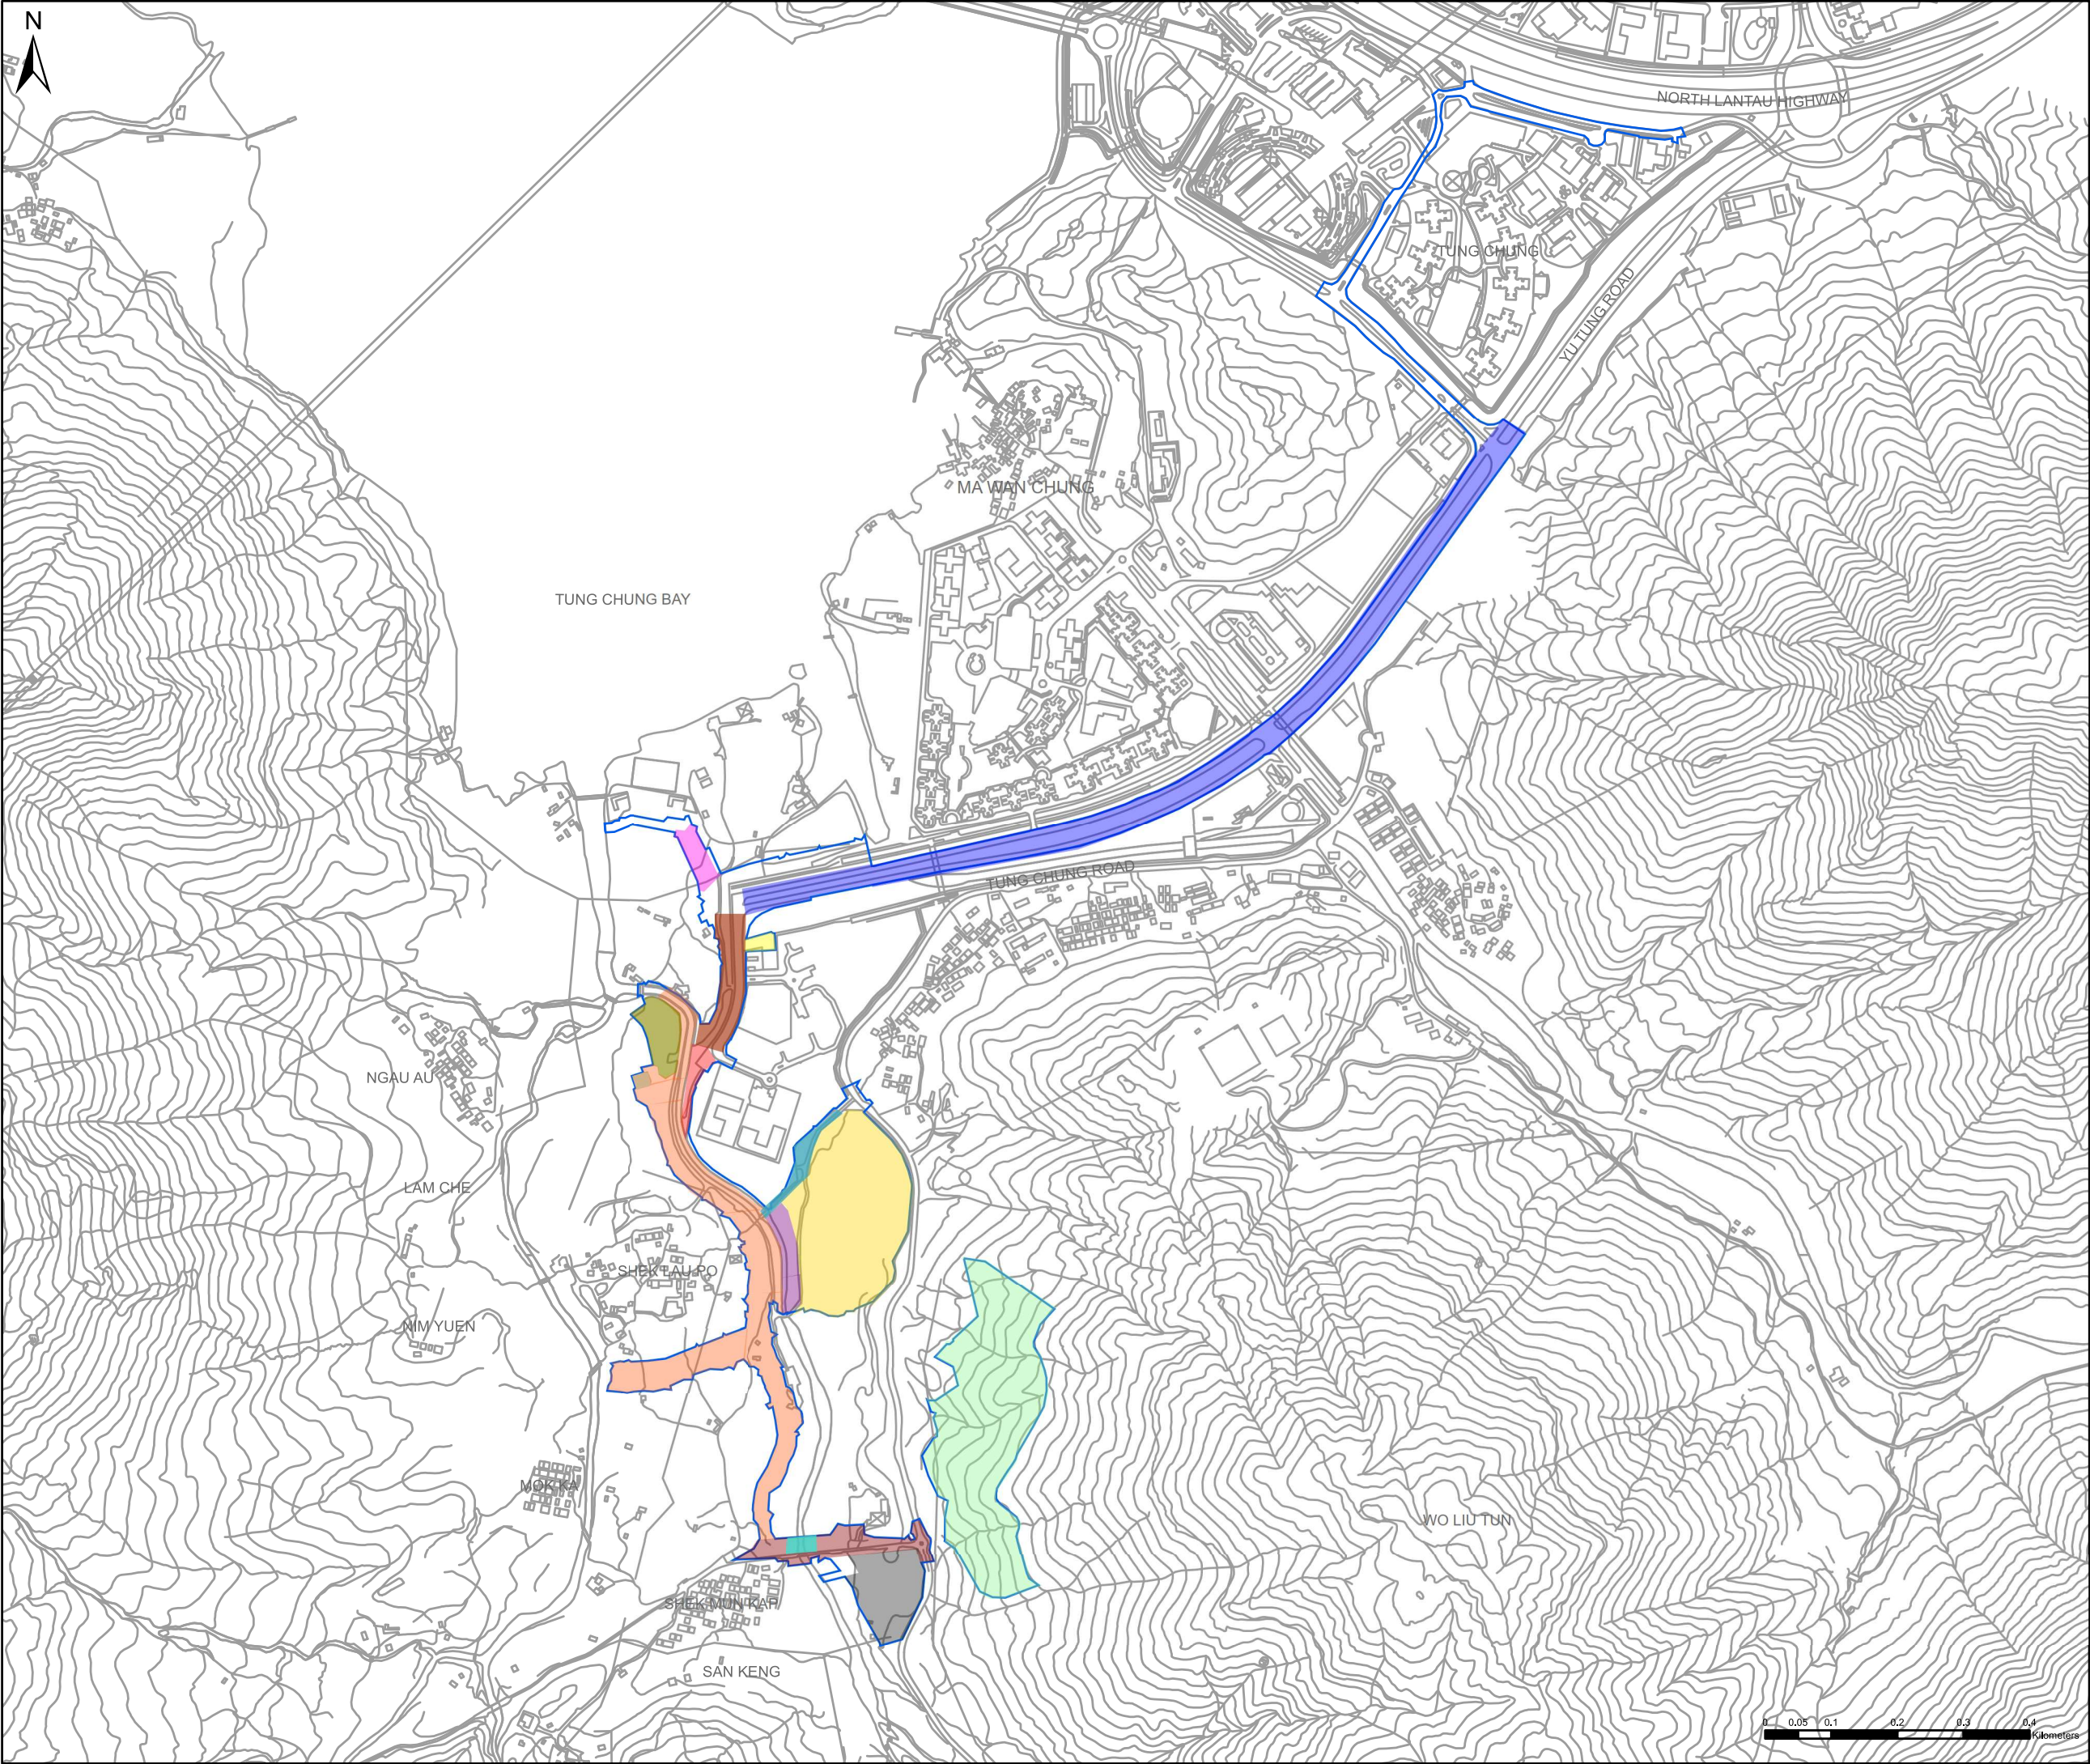 N
NORTH LANTAU HIGHWAY
TUNG CHUNG
YU TUNG ROAD
MA WAN CHUNG
TUNG CHUNG BAY
TUNG CHUNG ROAD
NGAU AU
LAM CHE
SHEK LAU PO
NIM YUEN
MOK KA
WO LIU TUN
SHEK MUN KAP
SAN KENG
0 0.05 0.1 0.2 0.3 0.4
Kilometers